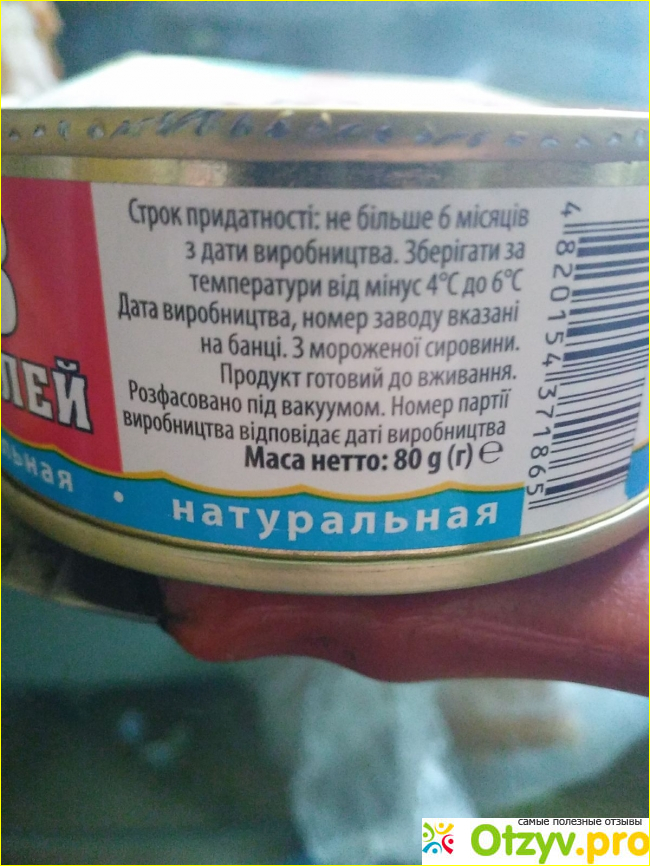 Строк придатності: не більше 6 місяців
з дати виробництва. Зберігати за
температури від мінус 4°C до 6°C
Дата виробництва, номер заводу вказані
на банці. З мороженої сировини.
Продукт готовий до вживання.
Розфасовано під вакуумом. Номер партії
виробництва відповідає даті виробництва
Маса нетто: 80 g (г) ℮
ЛЕЙ
льная • натуральная
4 820154 371865
самые полезные отзывы
Otzyv.pro